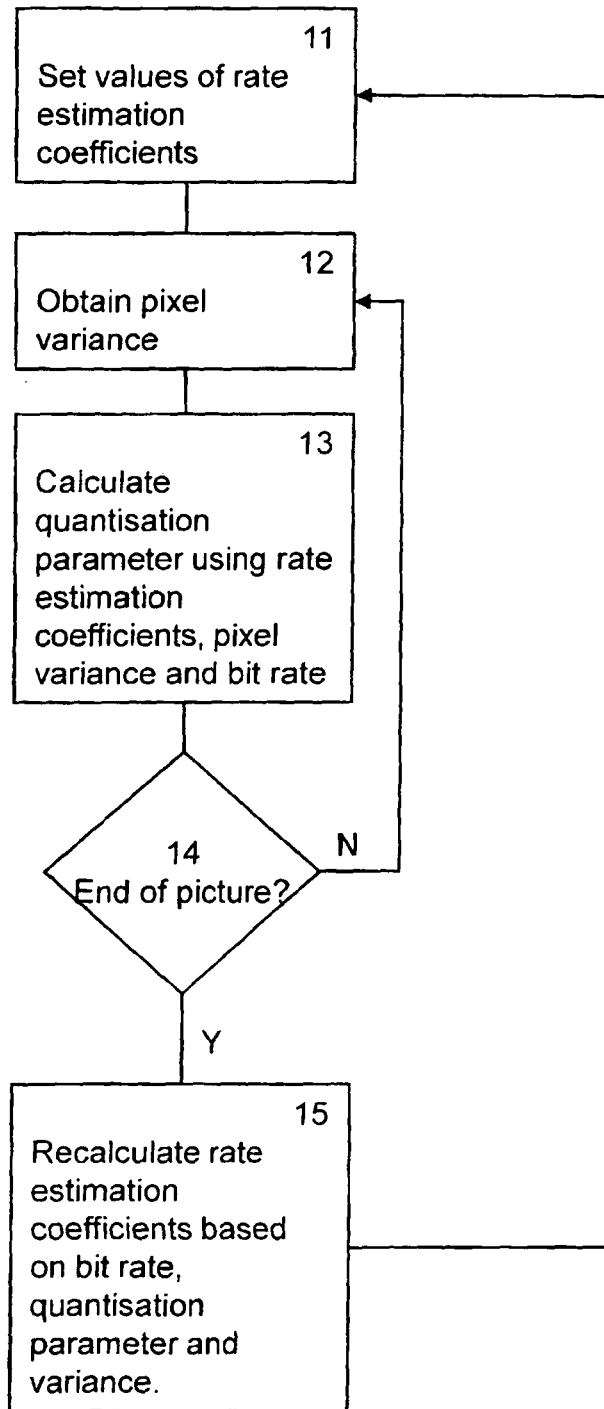 11
Set values of rate
estimation
coefficients
12
Obtain pixel
variance
13
Calculate
quantisation
parameter using rate
estimation
coefficients, pixel
variance and bit rate
14
End of picture?
N
Y
15
Recalculate rate
estimation
coefficients based
on bit rate,
quantisation
parameter and
variance.